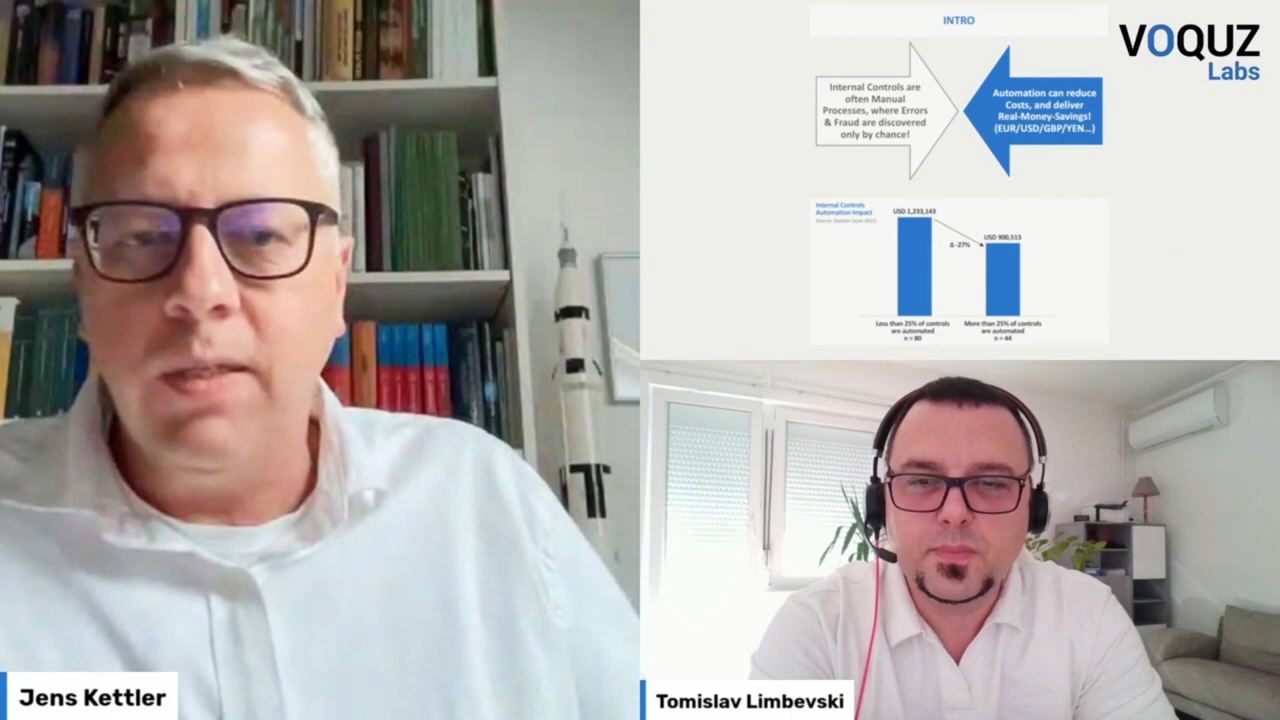 INTRO
VOQUZ
Labs
Internal Controls are
often Manual
Processes, where Errors
& Fraud are discovered
only by chance!
Automation can reduce
Costs, and deliver
Real-Money-Savings!
(EUR/USD/GBP/YEN...)
Internal Controls
Automation Impact
USD 1,233,143
Δ -27%
USD 900,513
Less than 25% of controls
are automated
n = 80
More than 25% of controls
are automated
n = 44
Jens Kettler
Tomislav Limbevski